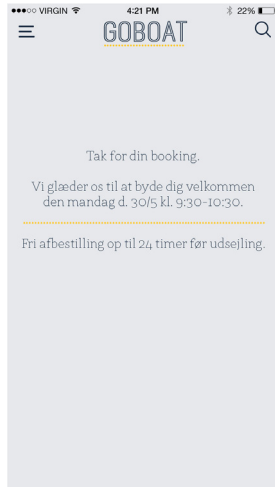 VIRGIN 4:21 PM 22%
GOBOAT
Tak for din booking.
Vi glæder os til at byde dig velkommen
den mandag d. 30/5 kl. 9:30-10:30.
Fri afbestilling op til 24 timer før udsejling.